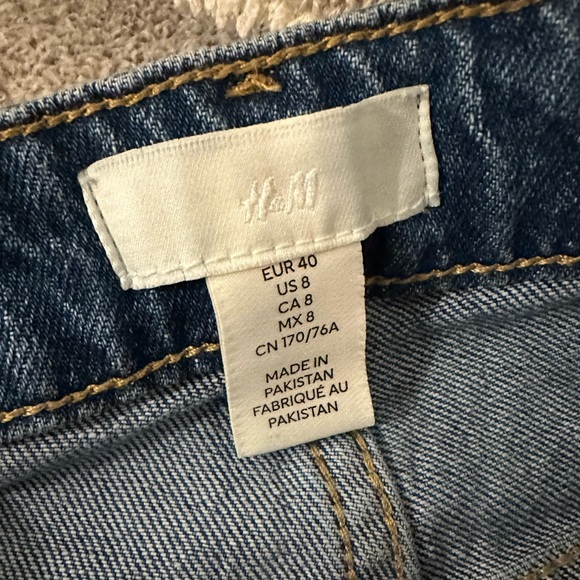 H&M
EUR 40
US 8
CA 8
MX 8
CN 170/76A
MADE IN
PAKISTAN
FABRIQUÉ AU
PAKISTAN